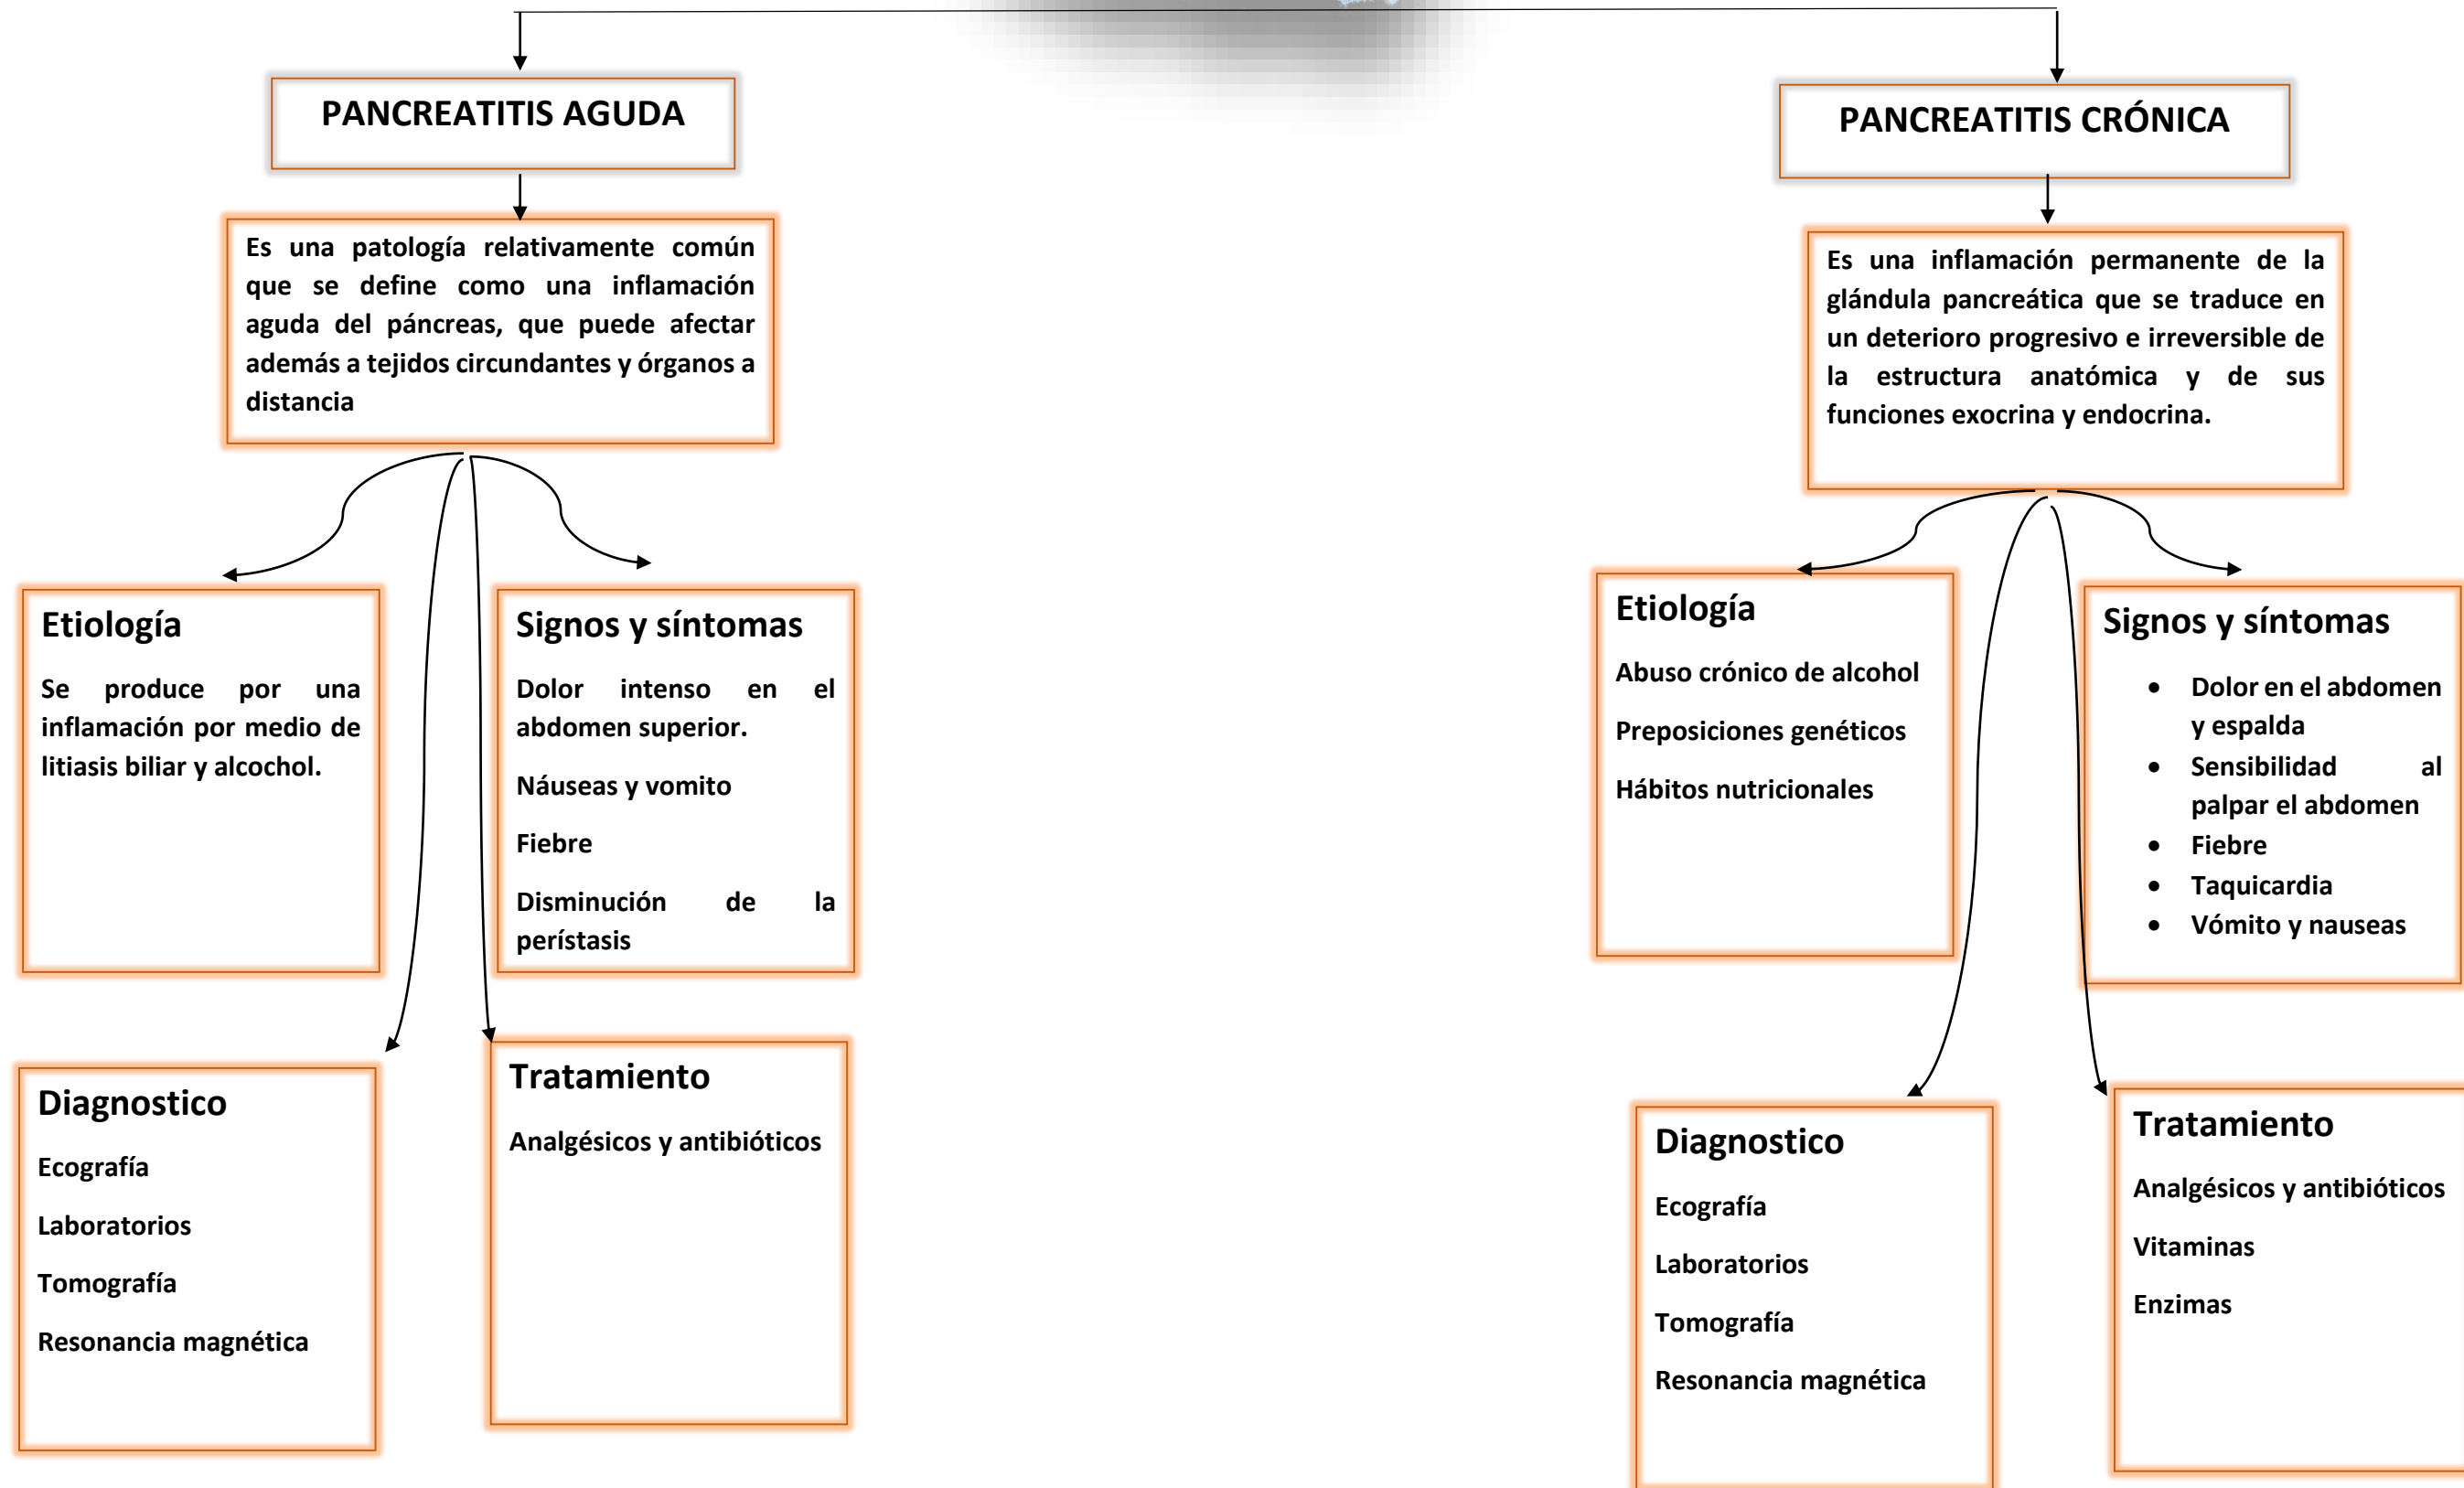 PANCREATITIS AGUDA
Es una patología relativamente común
que se define como una inflamación
aguda del páncreas, que puede afectar
además a tejidos circundantes y órganos a
distancia
Etiología
Se produce por una
inflamación por medio de
litiasis biliar y alcochol.
Signos y síntomas
Dolor intenso en el
abdomen superior.
Náuseas y vomito
Fiebre
Disminución de la
perístasis
Diagnostico
Ecografía
Laboratorios
Tomografía
Resonancia magnética
Tratamiento
Analgésicos y antibióticos
PANCREATITIS CRÓNICA
Es una inflamación permanente de la
glándula pancreática que se traduce en
un deterioro progresivo e irreversible de
la estructura anatómica y de sus
funciones exocrina y endocrina.
Etiología
Abuso crónico de alcohol
Preposiciones genéticos
Hábitos nutricionales
Signos y síntomas
• Dolor en el abdomen
y espalda
• Sensibilidad al
palpar el abdomen
• Fiebre
• Taquicardia
• Vómito y nauseas
Diagnostico
Ecografía
Laboratorios
Tomografía
Resonancia magnética
Tratamiento
Analgésicos y antibióticos
Vitaminas
Enzimas